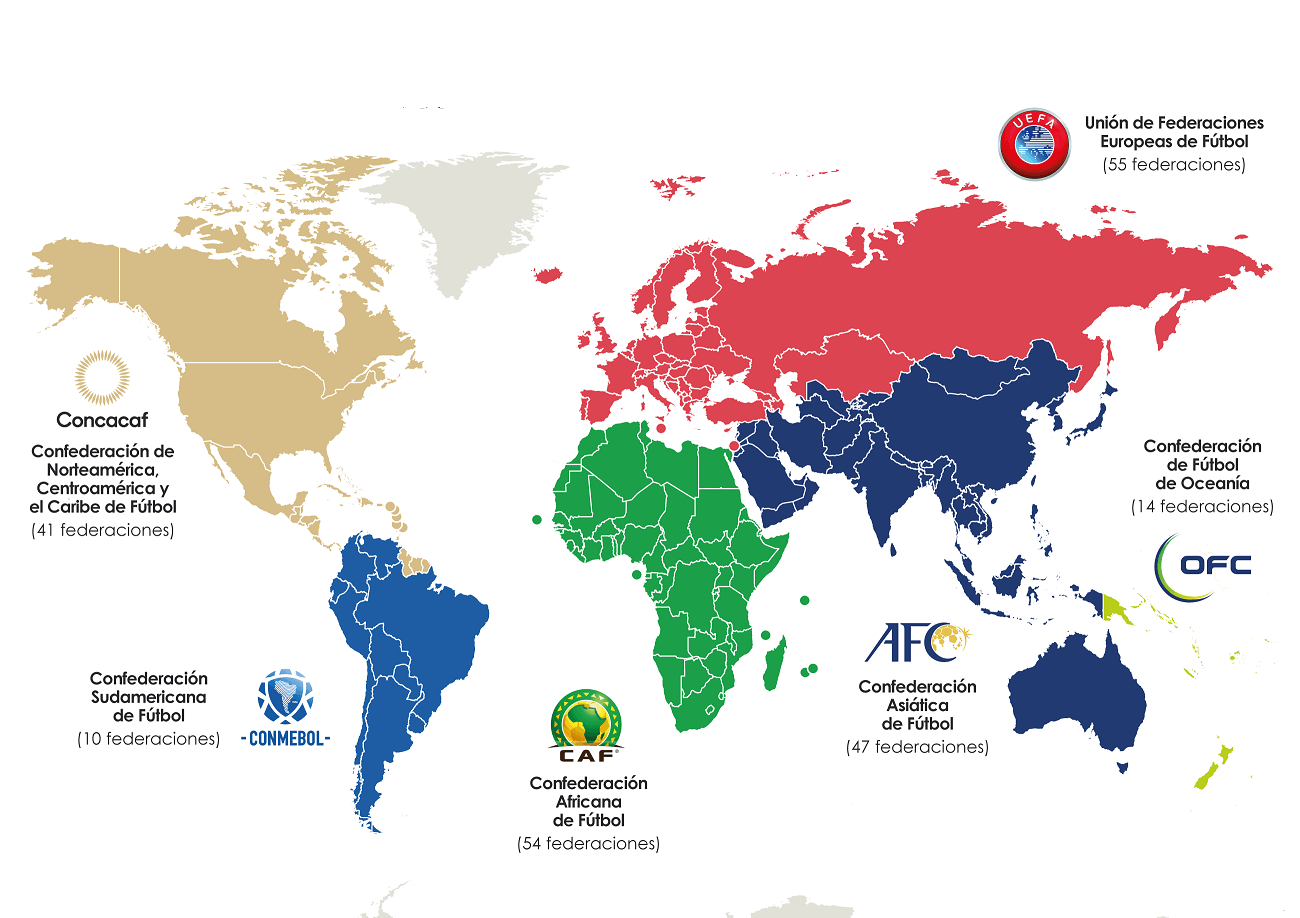 UEFA
Unión de Federaciones
Europeas de Fútbol
(55 federaciones)
Concacaf
Confederación de
Norteamérica,
Centroamérica y
el Caribe de Fútbol
(41 federaciones)
Confederación
de Fútbol
de Oceanía
(14 federaciones)
OFC
AFC
Confederación
Asiática
de Fútbol
(47 federaciones)
Confederación
Sudamericana
de Fútbol
(10 federaciones)
-CONMEBOL-
CAF
Confederación
Africana
de Fútbol
(54 federaciones)